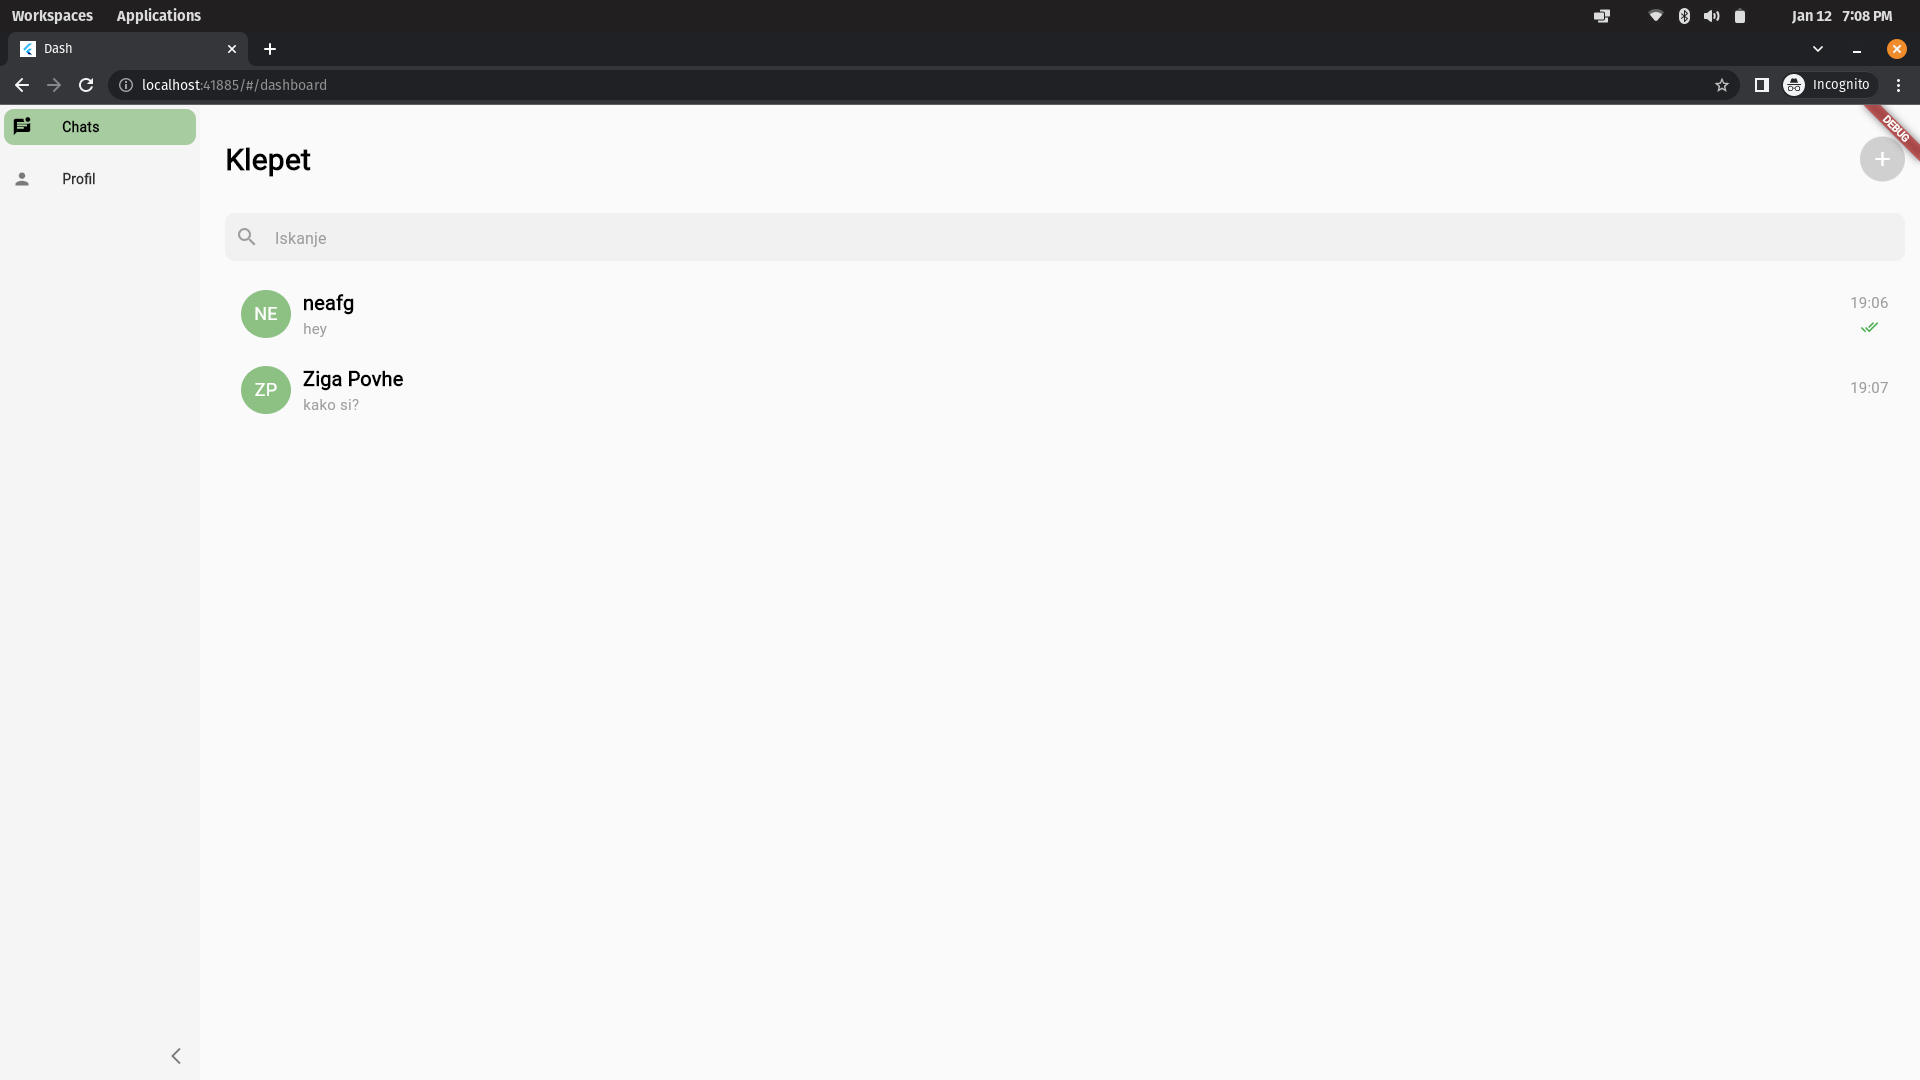 Workspaces Applications Jan 12 7:08 PM
Dash
localhost:41885/#/dashboard Incognito
Chats
Profil
DEBUG
Klepet
Iskanje
NE neafg 19:06
hey
ZP Ziga Povhe 19:07
kako si?